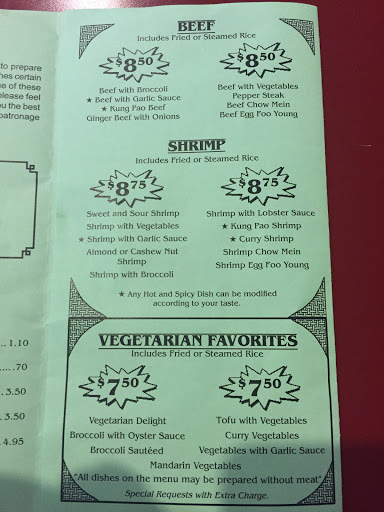 to prepare
hes certain
e of these
lease feel
u the best
patronage
1.10
.70
3.50
3.50
4.95
BEEF
Includes Fried or Steamed Rice
$8.50
Beef with Broccoli
★ Beef with Garlic Sauce
★ Kung Pao Beef
Ginger Beef with Onions
$8.50
Beef with Vegetables
Pepper Steak
Beef Chow Mein
Beef Egg Foo Young
SHRIMP
Includes Fried or Steamed Rice
$8.75
Sweet and Sour Shrimp
Shrimp with Vegetables
★ Shrimp with Garlic Sauce
Almond or Cashew Nut
Shrimp
Shrimp with Broccoli
$8.75
Shrimp with Lobster Sauce
★ Kung Pao Shrimp
★ Curry Shrimp
Shrimp Chow Mein
Shrimp Egg Foo Young
★ Any Hot and Spicy Dish can be modified
according to your taste.
VEGETARIAN FAVORITES
Includes Fried or Steamed Rice
$7.50
Vegetarian Delight
Broccoli with Oyster Sauce
Broccoli Sautéed
$7.50
Tofu with Vegetables
Curry Vegetables
Vegetables with Garlic Sauce
Mandarin Vegetables
"All dishes on the menu may be prepared without meat"
Special Requests with Extra Charge.